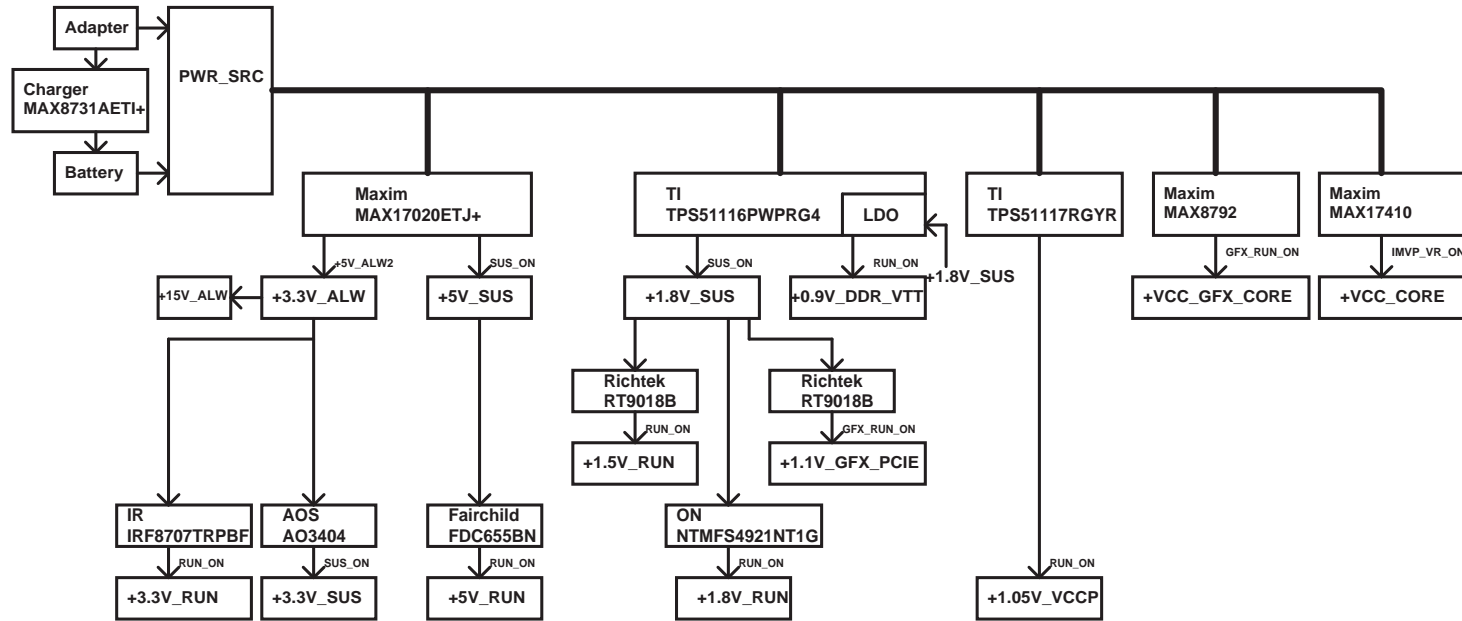 Adapter
Charger
MAX8731AETI+
Battery
PWR_SRC
Maxim
MAX17020ETJ+
TI
TPS51116PWPRG4
LDO
TI
TPS51117RGYR
Maxim
MAX8792
Maxim
MAX17410
+5V_ALW2
SUS_ON
SUS_ON
RUN_ON
+1.8V_SUS
GFX_RUN_ON
IMVP_VR_ON
+15V_ALW
+3.3V_ALW
+5V_SUS
+1.8V_SUS
+0.9V_DDR_VTT
+VCC_GFX_CORE
+VCC_CORE
Richtek
RT9018B
Richtek
RT9018B
RUN_ON
GFX_RUN_ON
+1.5V_RUN
+1.1V_GFX_PCIE
IR
IRF8707TRPBF
AOS
AO3404
Fairchild
FDC655BN
ON
NTMFS4921NT1G
RUN_ON
SUS_ON
RUN_ON
RUN_ON
RUN_ON
+3.3V_RUN
+3.3V_SUS
+5V_RUN
+1.8V_RUN
+1.05V_VCCP